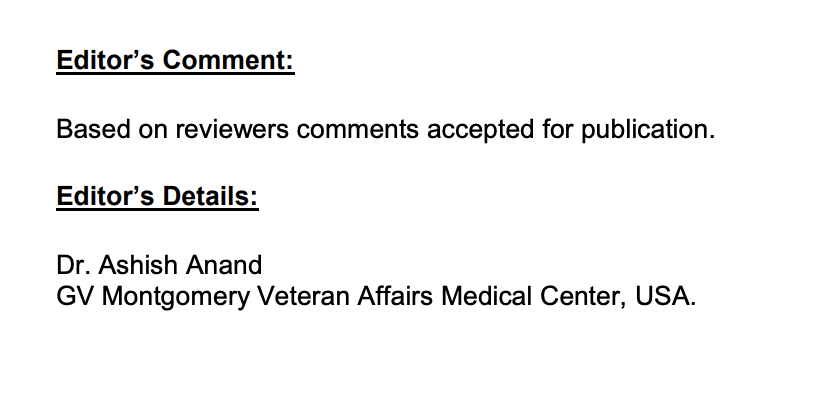 Editor’s Comment:
Based on reviewers comments accepted for publication.
Editor’s Details:
Dr. Ashish Anand
GV Montgomery Veteran Affairs Medical Center, USA.